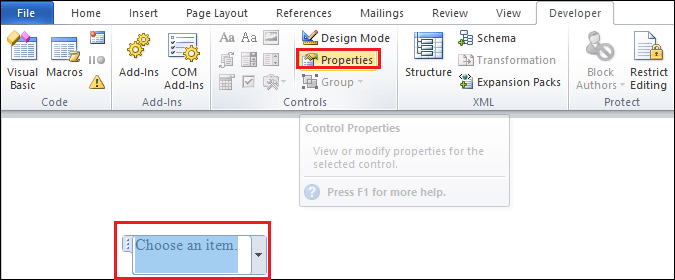 File Home Insert Page Layout References Mailings Review View Developer
Visual Basic
Macros
Code
Add-Ins
COM Add-Ins
Add-Ins
Aa Aa
Design Mode
Properties
Group
Controls
Structure
Schema
Transformation
Expansion Packs
XML
Block Authors
Restrict Editing
Protect
Control Properties
View or modify properties for the
selected control.
Press F1 for more help.
Choose an item.